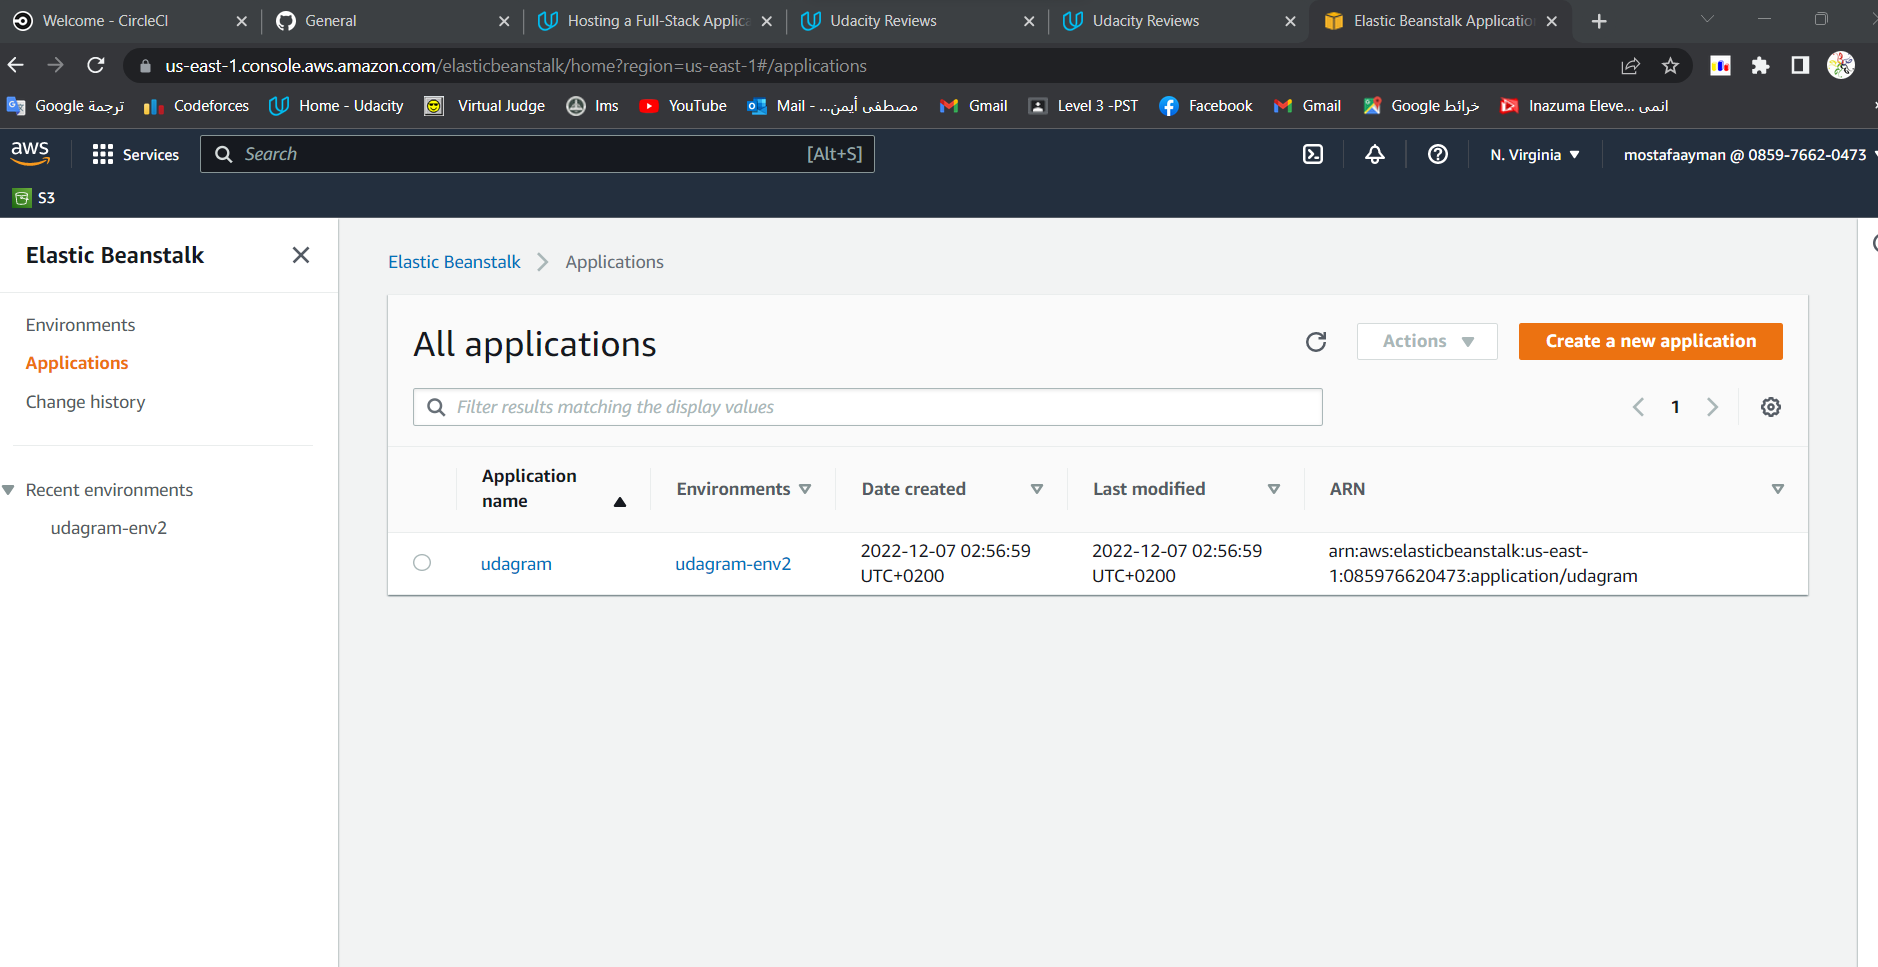 Welcome - CircleCI
General
Hosting a Full-Stack Applica
Udacity Reviews
Udacity Reviews
Elastic Beanstalk Applicatio
us-east-1.console.aws.amazon.com/elasticbeanstalk/home?region=us-east-1#/applications
ترجمة Google
Codeforces
Home - Udacity
Virtual Judge
Ims
YouTube
Mail - ...مصطفى أيمن
Gmail
Level 3 -PST
Facebook
Gmail
خرائط Google
Inazuma Eleve... انمى
aws
Services
Search
[Alt+S]
N. Virginia
mostafaayman @ 0859-7662-0473
S3
Elastic Beanstalk
Environments
Applications
Change history
Recent environments
udagram-env2
Elastic Beanstalk
Applications
All applications
Actions
Create a new application
Filter results matching the display values
1
Application name
Environments
Date created
Last modified
ARN
udagram
udagram-env2
2022-12-07 02:56:59
UTC+0200
2022-12-07 02:56:59
UTC+0200
arn:aws:elasticbeanstalk:us-east-
1:085976620473:application/udagram